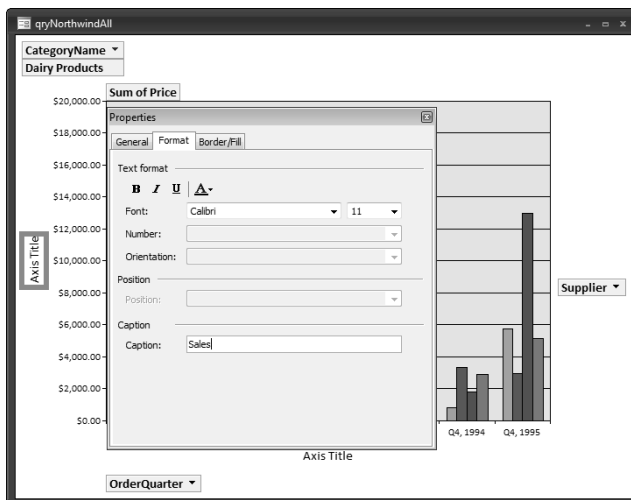 qryNorthwindAll
CategoryName
Dairy Products
Sum of Price
$20,000.00
$18,000.00
$16,000.00
$14,000.00
$12,000.00
$10,000.00
$8,000.00
$6,000.00
$4,000.00
$2,000.00
$0.00
Axis Title
Properties
General Format Border/Fill
Text format
B I U A
Font: Calibri 11
Number:
Orientation:
Position
Position:
Caption
Caption: Sales
Supplier
Q4, 1994 Q4, 1995
Axis Title
OrderQuarter